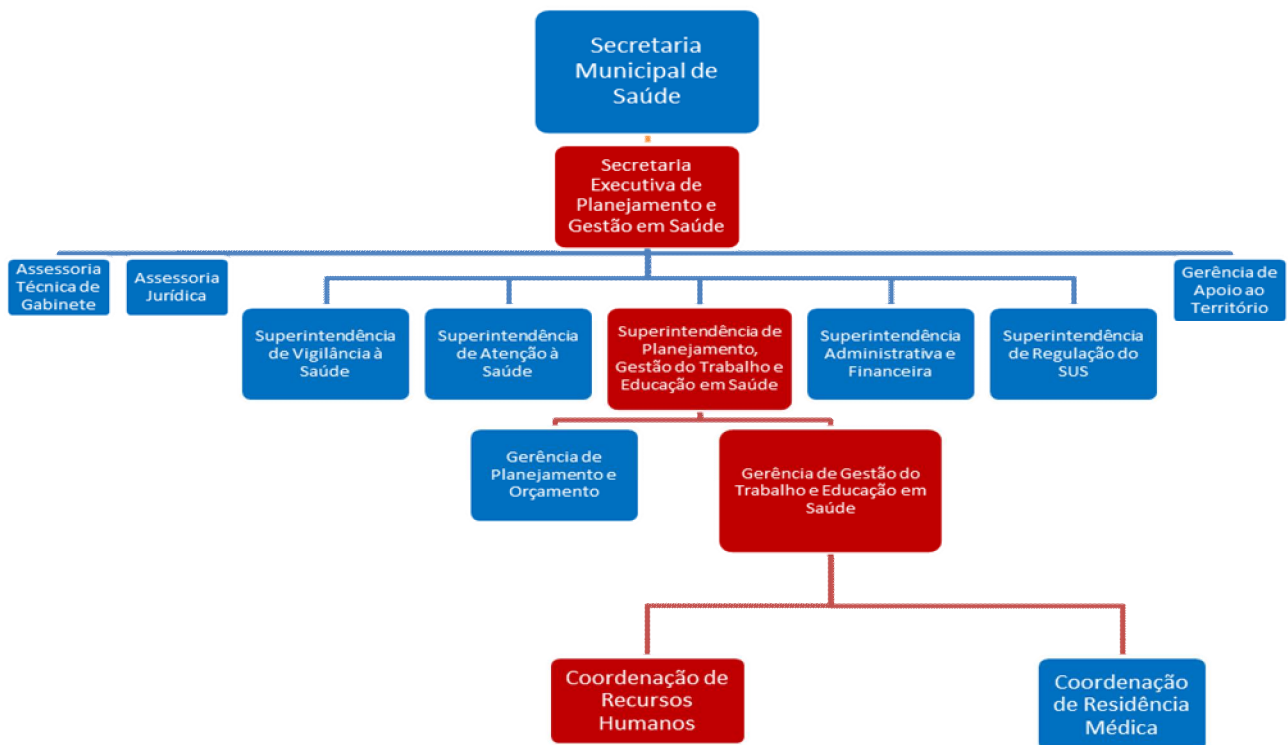 Secretaria
Municipal de
Saúde
Secretaria
Executiva de
Planejamento e
Gestão em Saúde
Assessoria
Técnica de
Gabinete
Assessoria
Jurídica
Gerência de
Apoio ao
Território
Superintendência
de Vigilância à
Saúde
Superintendência
de Atenção à
Saúde
Superintendência de
Planejamento,
Gestão do Trabalho e
Educação em Saúde
Superintendência
Administrativa e
Financeira
Superintendência
de Regulação do
SUS
Gerência de
Planejamento e
Orçamento
Gerência de Gestão do
Trabalho e Educação em
Saúde
Coordenação de
Recursos
Humanos
Coordenação
de Residência
Médica